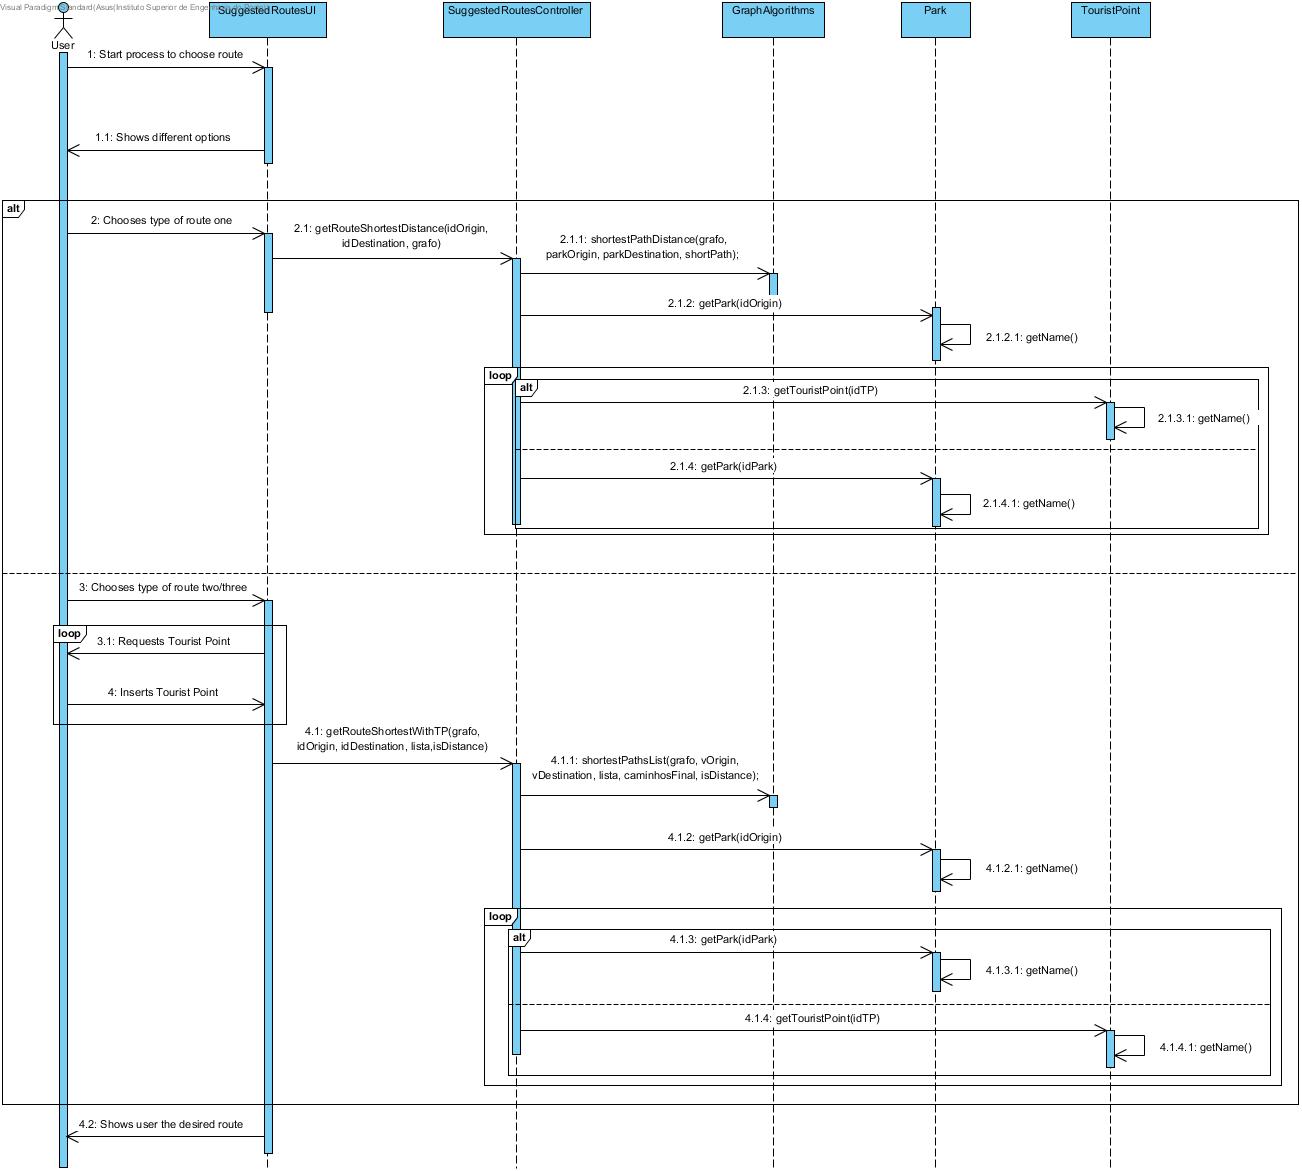 Visual Paradigm Standard(Asus(Instituto Superior de Engenharia do Porto))
User
SuggestedRoutesUI
SuggestedRoutesController
GraphAlgorithms
Park
TouristPoint
1: Start process to choose route
1.1: Shows different options
alt
2: Chooses type of route one
2.1: getRouteShortestDistance(idOrigin,
idDestination, grafo)
2.1.1: shortestPathDistance(grafo,
parkOrigin, parkDestination, shortPath);
2.1.2: getPark(idOrigin)
2.1.2.1: getName()
loop
alt
2.1.3: getTouristPoint(idTP)
2.1.3.1: getName()
2.1.4: getPark(idPark)
2.1.4.1: getName()
3: Chooses type of route two/three
loop
3.1: Requests Tourist Point
4: Inserts Tourist Point
4.1: getRouteShortestWithTP(grafo,
idOrigin, idDestination, lista,isDistance)
4.1.1: shortestPathsList(grafo, vOrigin,
vDestination, lista, caminhosFinal, isDistance);
4.1.2: getPark(idOrigin)
4.1.2.1: getName()
loop
alt
4.1.3: getPark(idPark)
4.1.3.1: getName()
4.1.4: getTouristPoint(idTP)
4.1.4.1: getName()
4.2: Shows user the desired route